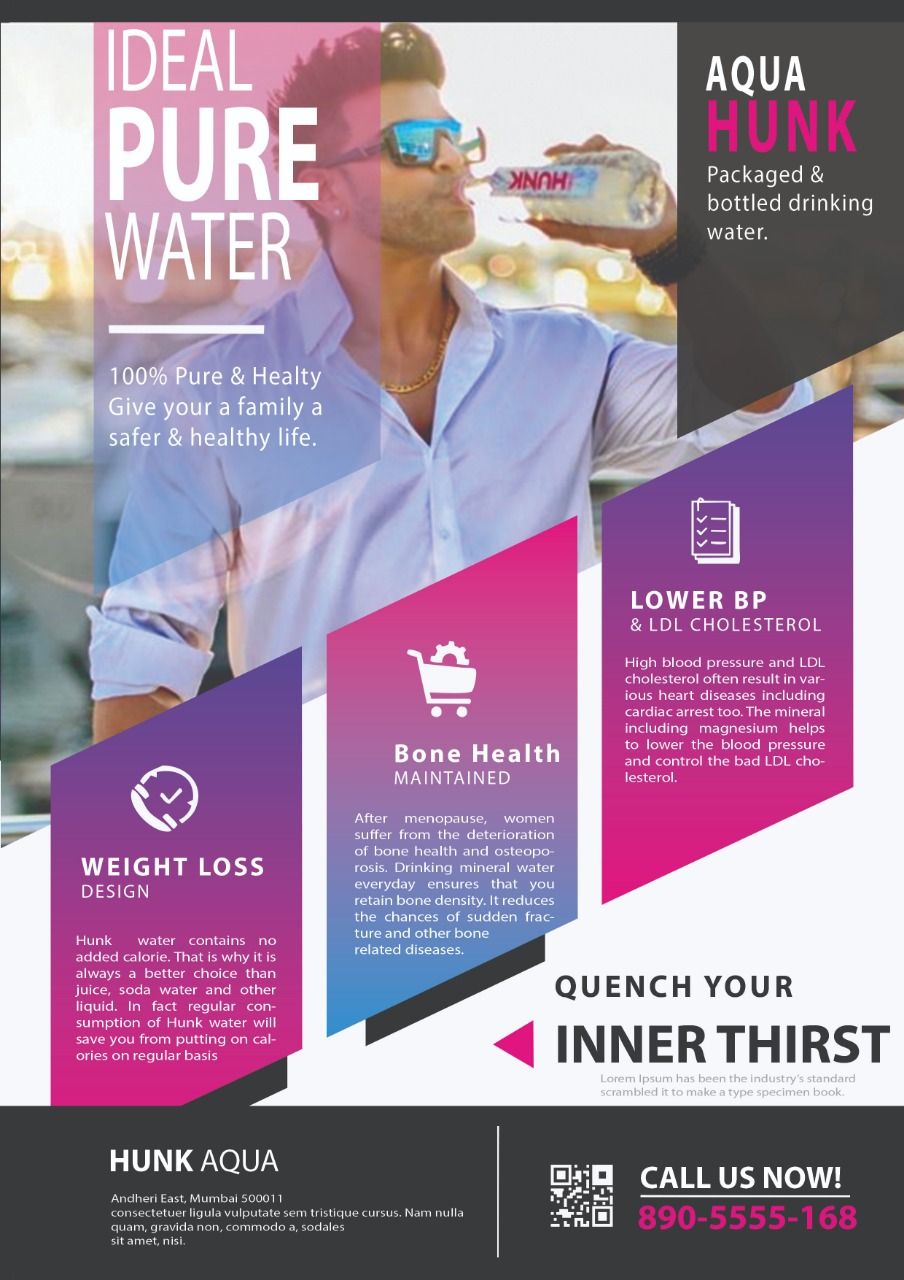 IDEAL
PURE
WATER
100% Pure & Healty
Give your a family a
safer & healthy life.
HUNK
AQUA
HUNK
Packaged &
bottled drinking
water.
LOWER BP
& LDL CHOLESTEROL
High blood pressure and LDL
cholesterol often result in var-
ious heart diseases including
cardiac arrest too. The mineral
including magnesium helps
to lower the blood pressure
and control the bad LDL cho-
lesterol.
Bone Health
MAINTAINED
After menopause, women
suffer from the deterioration
of bone health and osteopo-
rosis. Drinking mineral water
everyday ensures that you
retain bone density. It reduces
the chances of sudden frac-
ture and other bone
related diseases.
WEIGHT LOSS
DESIGN
Hunk water contains no
added calorie. That is why it is
always a better choice than
juice, soda water and other
liquid. In fact regular con-
sumption of Hunk water will
save you from putting on cal-
ories on regular basis
QUENCH YOUR
INNER THIRST
Lorem Ipsum has been the industry's standard
scrambled it to make a type specimen book.
HUNK AQUA
Andheri East, Mumbai 500011
consectetuer ligula vulputate sem tristique cursus. Nam nulla
quam, gravida non, commodo a, sodales
sit amet, nisi.
CALL US NOW!
890-5555-168